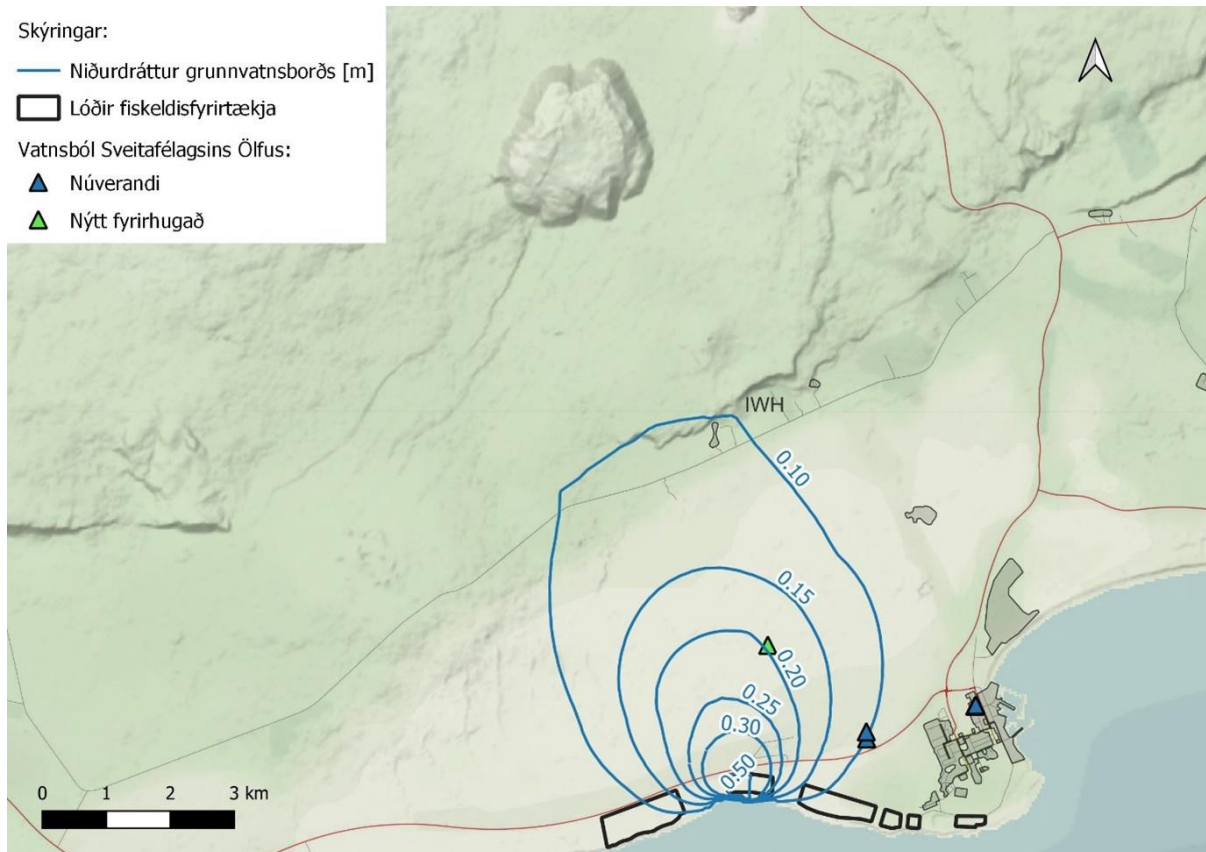 Skýringar:
Niðurdráttur grunnvatnsborðs [m]
Lóðir fiskeldisfyrirtækja
Vatnsból Sveitafélagsins Ölfus:
Núverandi
Nýtt fyrirhugað
IWH
0.10
0.15
0.20
0.25
0.30
0.50
0 1 2 3 km